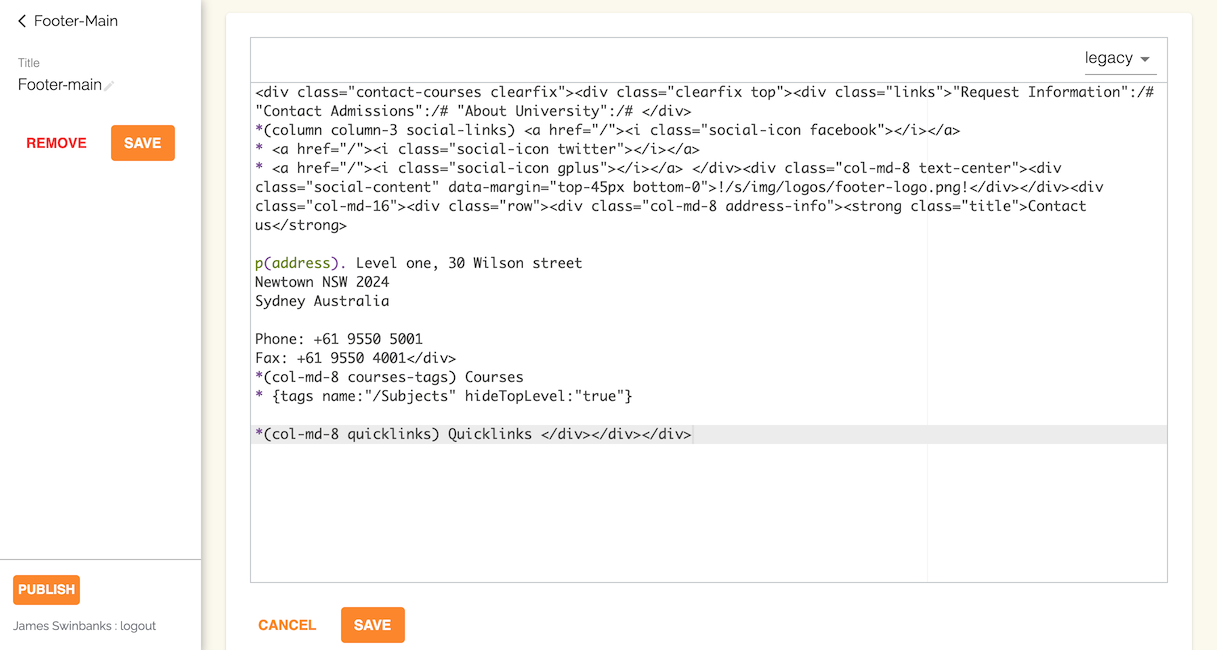 Footer-Main
Title
Footer-main
REMOVE
SAVE
legacy
<div class="contact-courses clearfix"><div class="clearfix top"><div class="links">"Request Information":/#
"Contact Admissions":/# "About University":/# </div>
*(column column-3 social-links) <a href="/"><i class="social-icon facebook"></i></a>
* <a href="/"><i class="social-icon twitter"></i></a>
* <a href="/"><i class="social-icon gplus"></i></a> </div><div class="col-md-8 text-center"><div
class="social-content" data-margin="top-45px bottom-0">!/s/img/logos/footer-logo.png!</div></div><div
class="col-md-16"><div class="row"><div class="col-md-8 address-info"><strong class="title">Contact
us</strong>
p(address). Level one, 30 Wilson street
Newtown NSW 2024
Sydney Australia
Phone: +61 9550 5001
Fax: +61 9550 4001</div>
*(col-md-8 courses-tags) Courses
* {tags name:"/Subjects" hideTopLevel:"true"}
*(col-md-8 quicklinks) Quicklinks </div></div></div>
PUBLISH
James Swinbanks : logout
CANCEL
SAVE